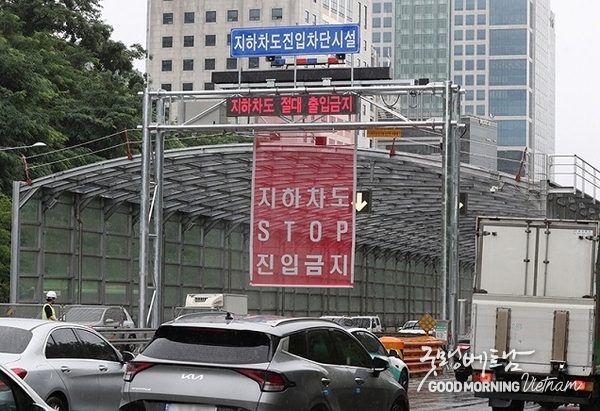 지하차도진입차단시설
지하차도 절대 출입금지
지하차도
STOP
진입금지
KIA
굿모닝베트남
GOOD MORNING Vietnam